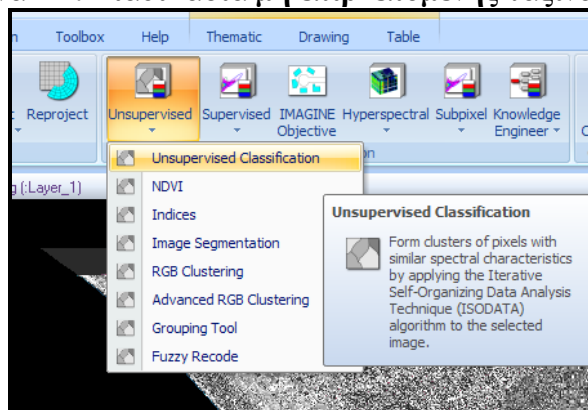 Toolbox Help Thematic Drawing Table
Reproject Unsupervised Supervised IMAGINE Hyperspectral Subpixel Knowledge
Objective Engineer
Unsupervised Classification
NDVI
Indices
Image Segmentation
RGB Clustering
Advanced RGB Clustering
Grouping Tool
Fuzzy Recode
(:Layer_1)
Unsupervised Classification
Form clusters of pixels with
similar spectral characteristics
by applying the Iterative
Self-Organizing Data Analysis
Technique (ISODATA)
algorithm to the selected
image.